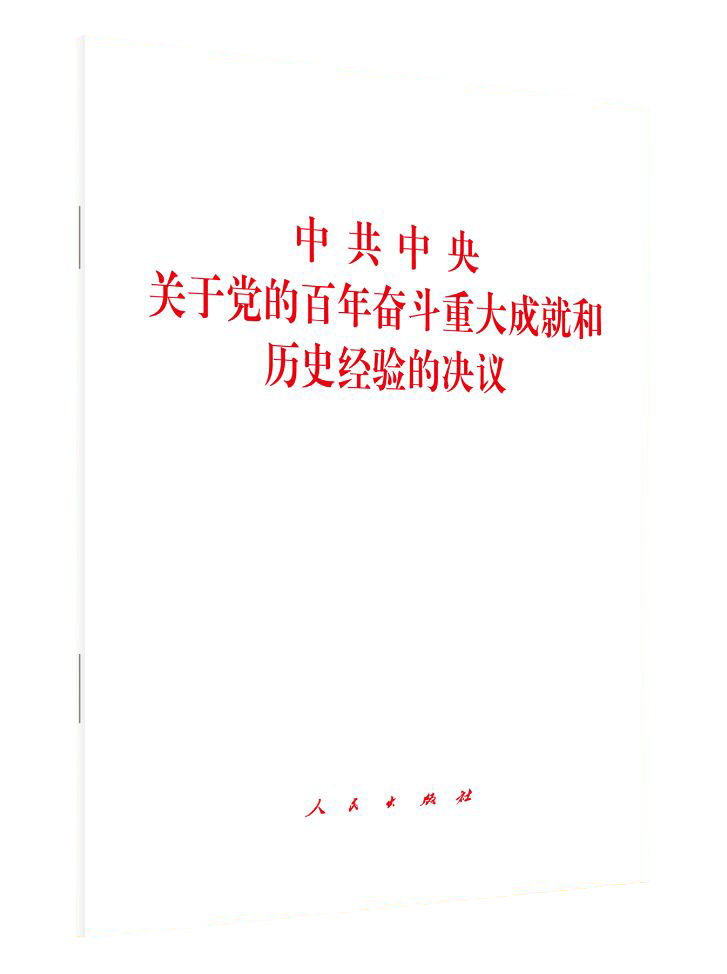 中共中央
关于党的百年奋斗重大成就和
历史经验的决议
人民出版社